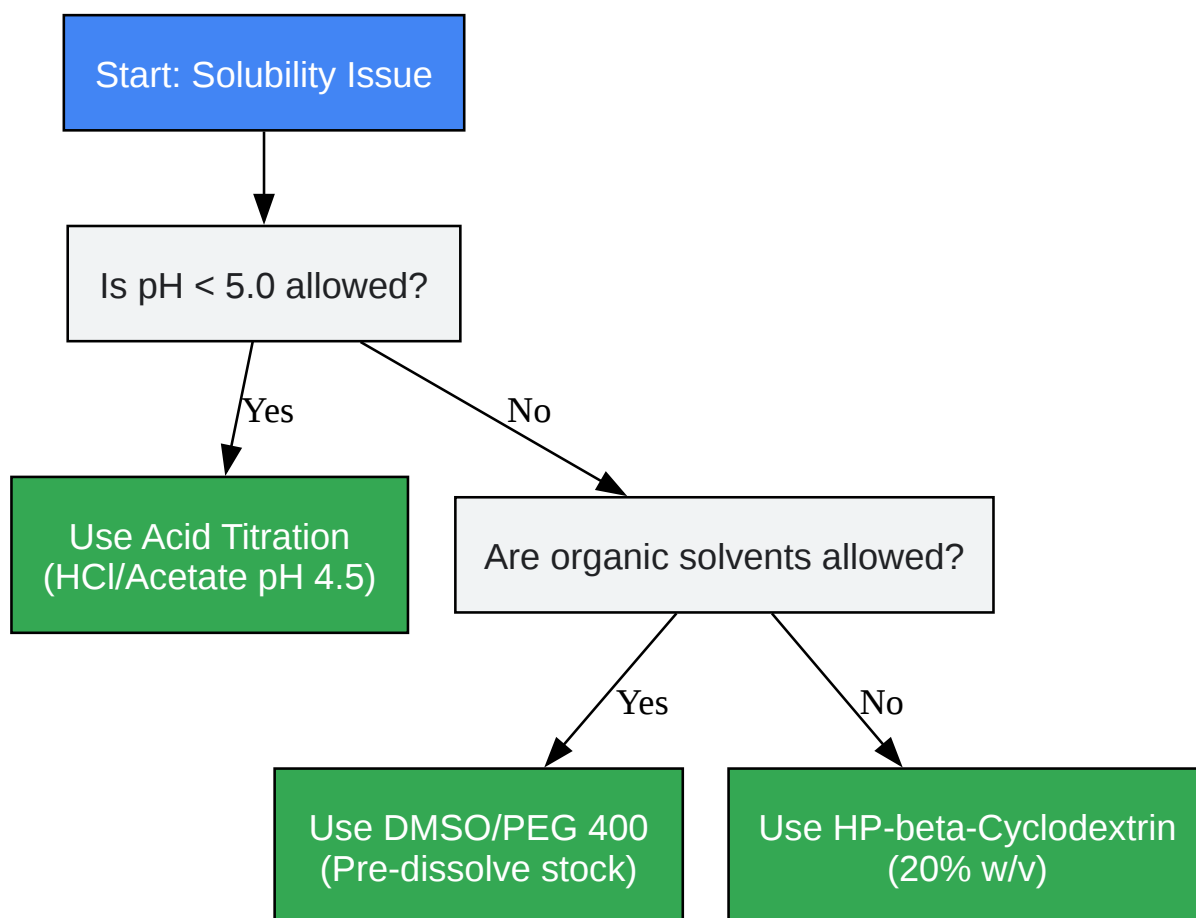 Start: Solubility Issue
Is pH < 5.0 allowed?
Yes
No
Use Acid Titration
(HCl/Acetate pH 4.5)
Are organic solvents allowed?
Yes
No
Use DMSO/PEG 400
(Pre-dissolve stock)
Use HP-beta-Cyclodextrin
(20% w/v)